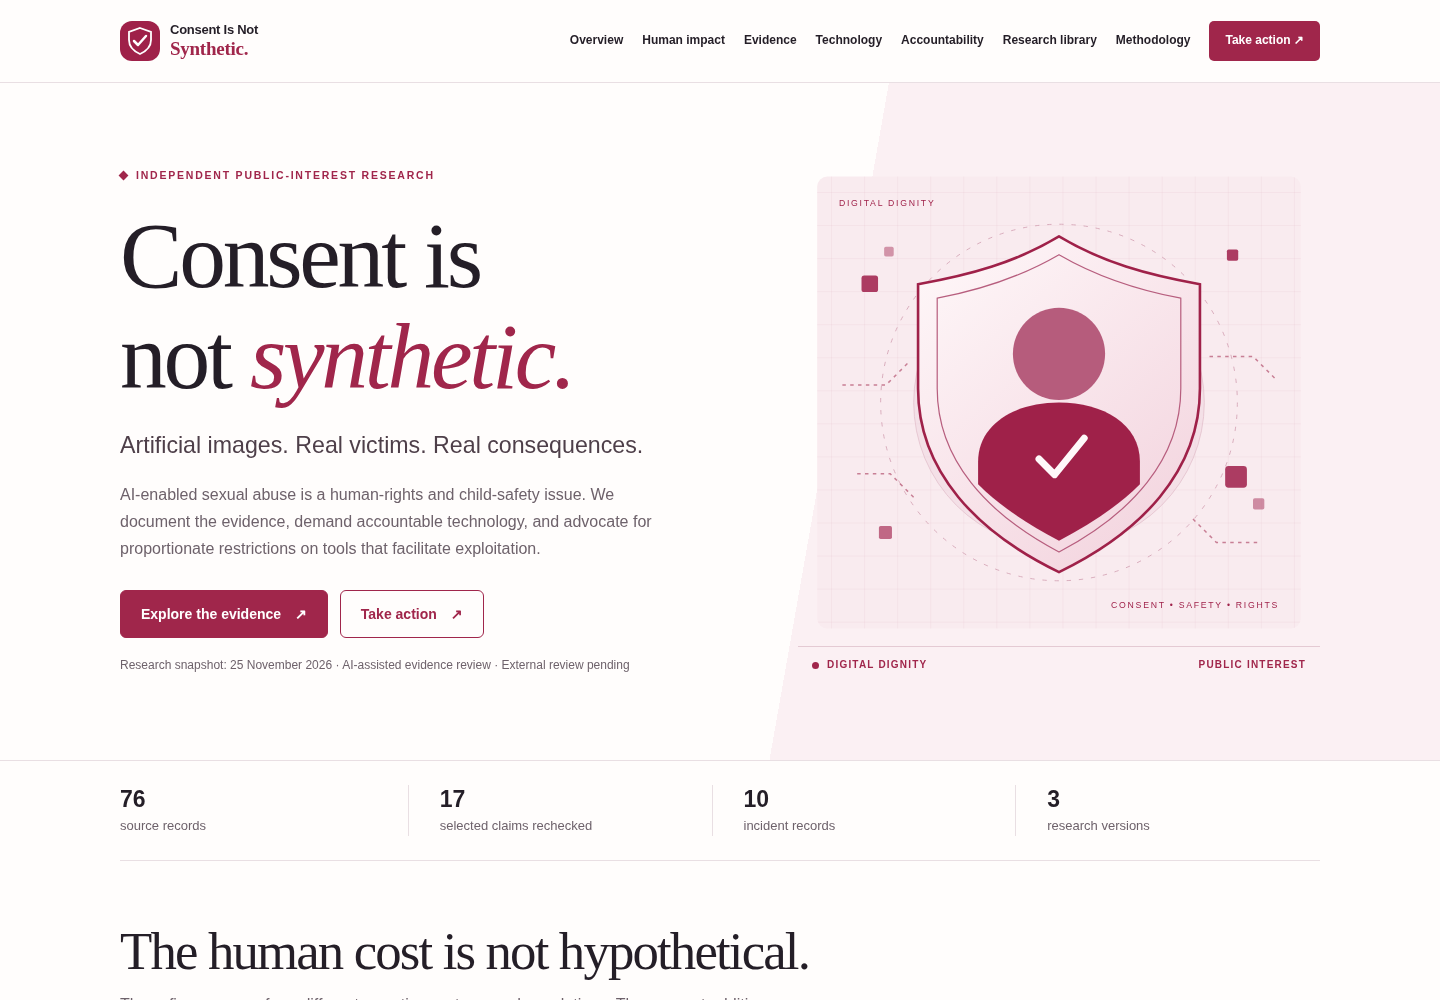 Consent Is Not
Synthetic.
Overview
Human impact
Evidence
Technology
Accountability
Research library
Methodology
Take action ↗
INDEPENDENT PUBLIC-INTEREST RESEARCH
Consent is
not synthetic.
Artificial images. Real victims. Real consequences.
AI-enabled sexual abuse is a human-rights and child-safety issue. We
document the evidence, demand accountable technology, and advocate for
proportionate restrictions on tools that facilitate exploitation.
Explore the evidence ↗
Take action ↗
Research snapshot: 25 November 2026 · AI-assisted evidence review · External review pending
DIGITAL DIGNITY
CONSENT • SAFETY • RIGHTS
DIGITAL DIGNITY
PUBLIC INTEREST
76
source records
17
selected claims rechecked
10
incident records
3
research versions
The human cost is not hypothetical.